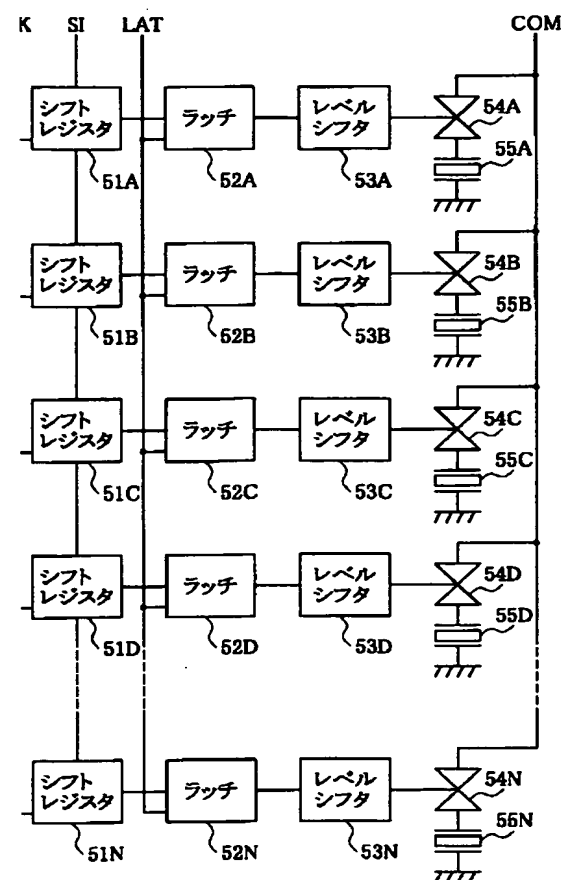 K SI LAT COM
シフト
レジスタ
ラッチ
レベル
シフタ
54A
55A
51A
52A
53A
シフト
レジスタ
ラッチ
レベル
シフタ
54B
55B
51B
52B
53B
シフト
レジスタ
ラッチ
レベル
シフタ
54C
55C
51C
52C
53C
シフト
レジスタ
ラッチ
レベル
シフタ
54D
55D
51D
52D
53D
シフト
レジスタ
ラッチ
レベル
シフタ
54N
55N
51N
52N
53N